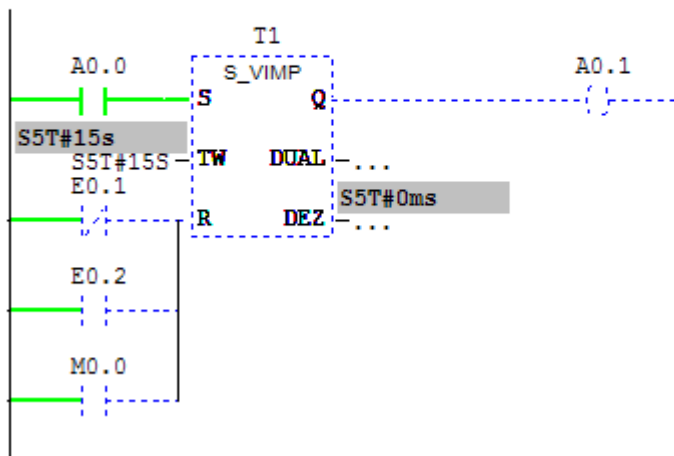 T1
A0.0
S_VIMP
A0.1
S
Q
S5T#15s
S5T#15S
TW
DUAL
...
E0.1
S5T#0ms
R
DEZ
...
E0.2
M0.0